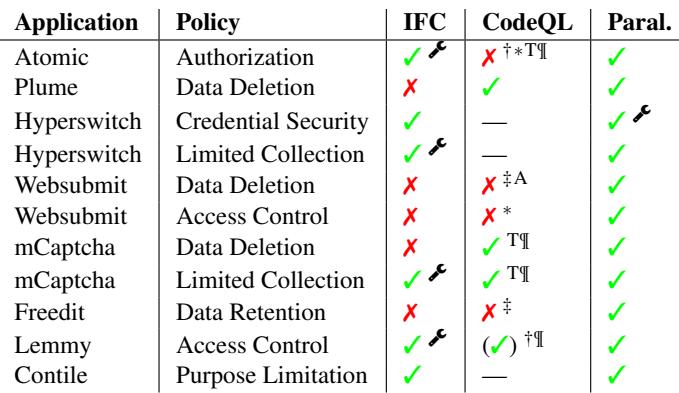 Application Policy IFC CodeQL Paral.
Atomic Authorization ✓ 🔧 ✗ †∗T¶ ✓
Plume Data Deletion ✗ ✓ ✓
Hyperswitch Credential Security ✓ — ✓ 🔧
Hyperswitch Limited Collection ✓ 🔧 — ✓
Websubmit Data Deletion ✗ ✗ ‡A ✓
Websubmit Access Control ✗ ✗ ∗ ✓
mCaptcha Data Deletion ✗ ✓ T¶ ✓
mCaptcha Limited Collection ✓ 🔧 ✓ T¶ ✓
Freedit Data Retention ✗ ✗ ‡ ✓
Lemmy Access Control ✓ 🔧 (✓) †¶ ✓
Contile Purpose Limitation ✓ — ✓